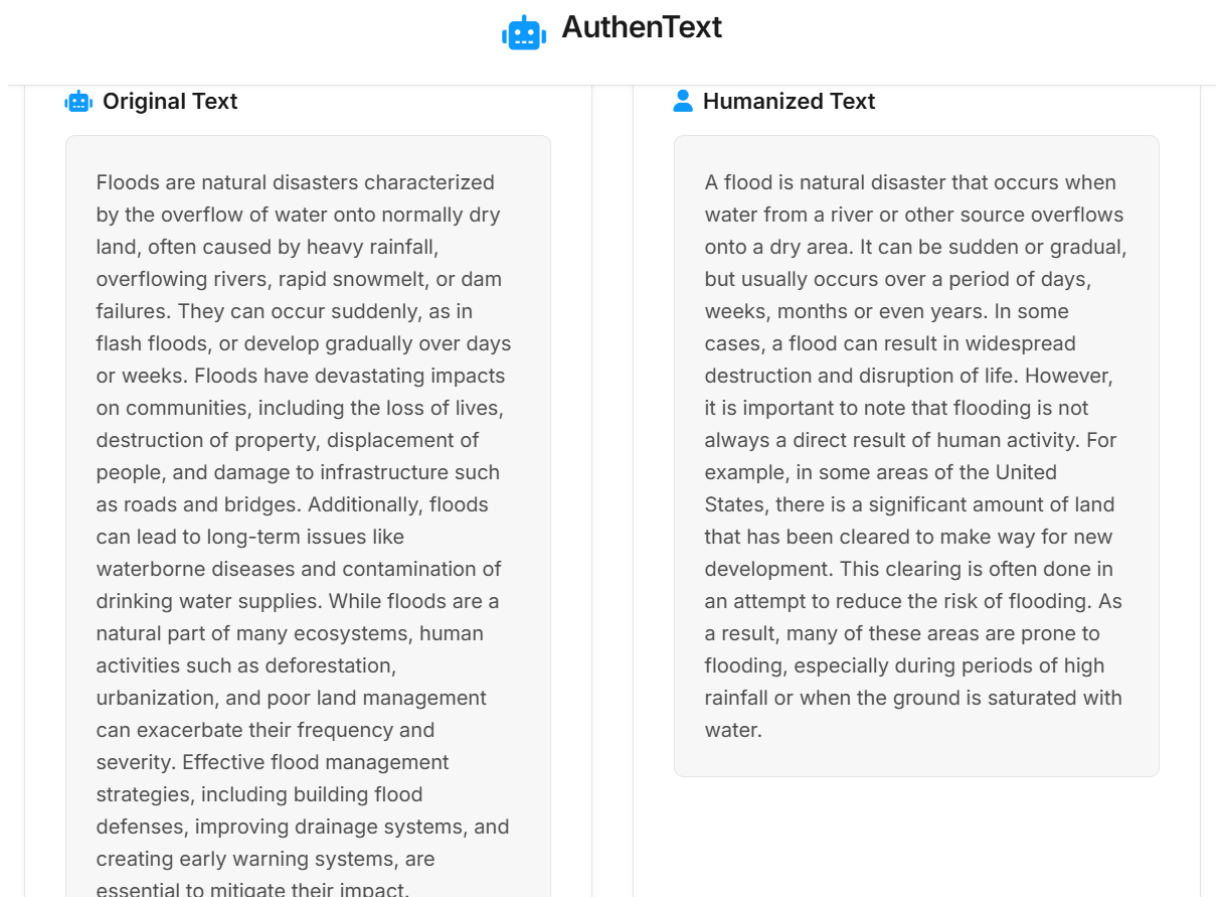 AuthenText
Original Text
Floods are natural disasters characterized
by the overflow of water onto normally dry
land, often caused by heavy rainfall,
overflowing rivers, rapid snowmelt, or dam
failures. They can occur suddenly, as in
flash floods, or develop gradually over days
or weeks. Floods have devastating impacts
on communities, including the loss of lives,
destruction of property, displacement of
people, and damage to infrastructure such
as roads and bridges. Additionally, floods
can lead to long-term issues like
waterborne diseases and contamination of
drinking water supplies. While floods are a
natural part of many ecosystems, human
activities such as deforestation,
urbanization, and poor land management
can exacerbate their frequency and
severity. Effective flood management
strategies, including building flood
defenses, improving drainage systems, and
creating early warning systems, are
essential to mitigate their impact.
Humanized Text
A flood is natural disaster that occurs when
water from a river or other source overflows
onto a dry area. It can be sudden or gradual,
but usually occurs over a period of days,
weeks, months or even years. In some
cases, a flood can result in widespread
destruction and disruption of life. However,
it is important to note that flooding is not
always a direct result of human activity. For
example, in some areas of the United
States, there is a significant amount of land
that has been cleared to make way for new
development. This clearing is often done in
an attempt to reduce the risk of flooding. As
a result, many of these areas are prone to
flooding, especially during periods of high
rainfall or when the ground is saturated with
water.